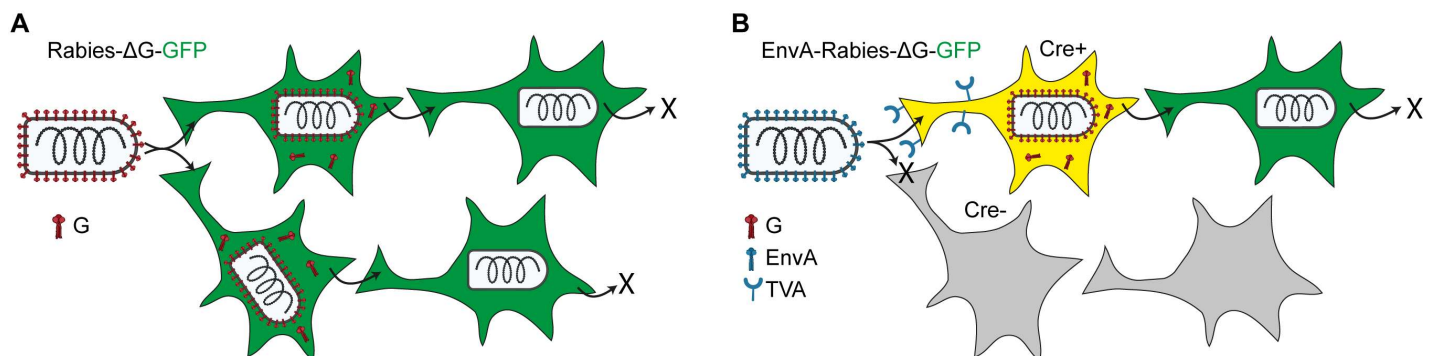 A
Rabies-ΔG-GFP
X
X
G
B
EnvA-Rabies-ΔG-GFP
Cre+
X
X
Cre-
G
EnvA
TVA